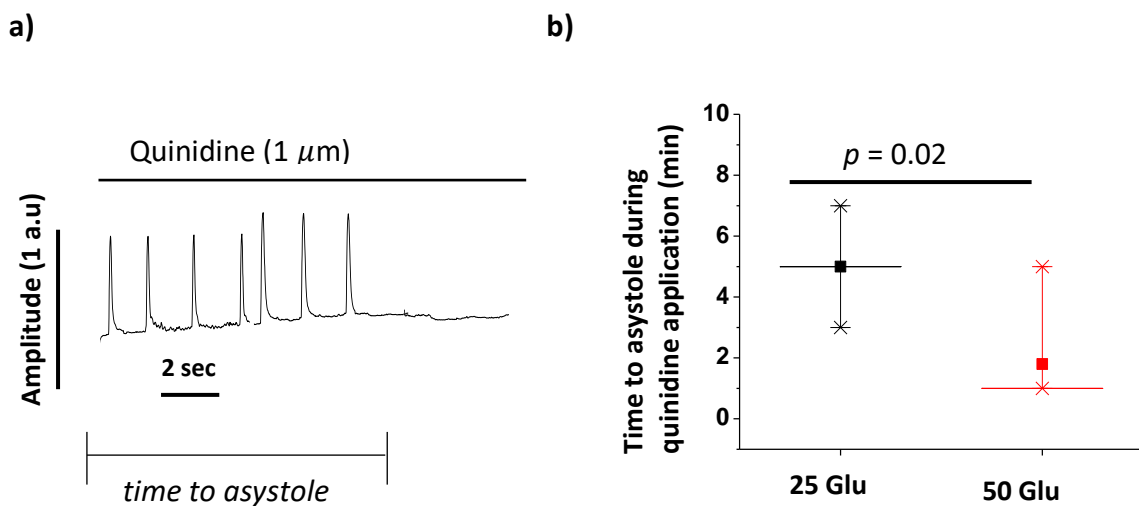 a)
Quinidine (1 𝜇m)
Amplitude (1 a.u)
2 sec
time to asystole
b)
Time to asystole during
quinidine application (min)
10
8
6
4
2
0
p = 0.02
25 Glu
50 Glu